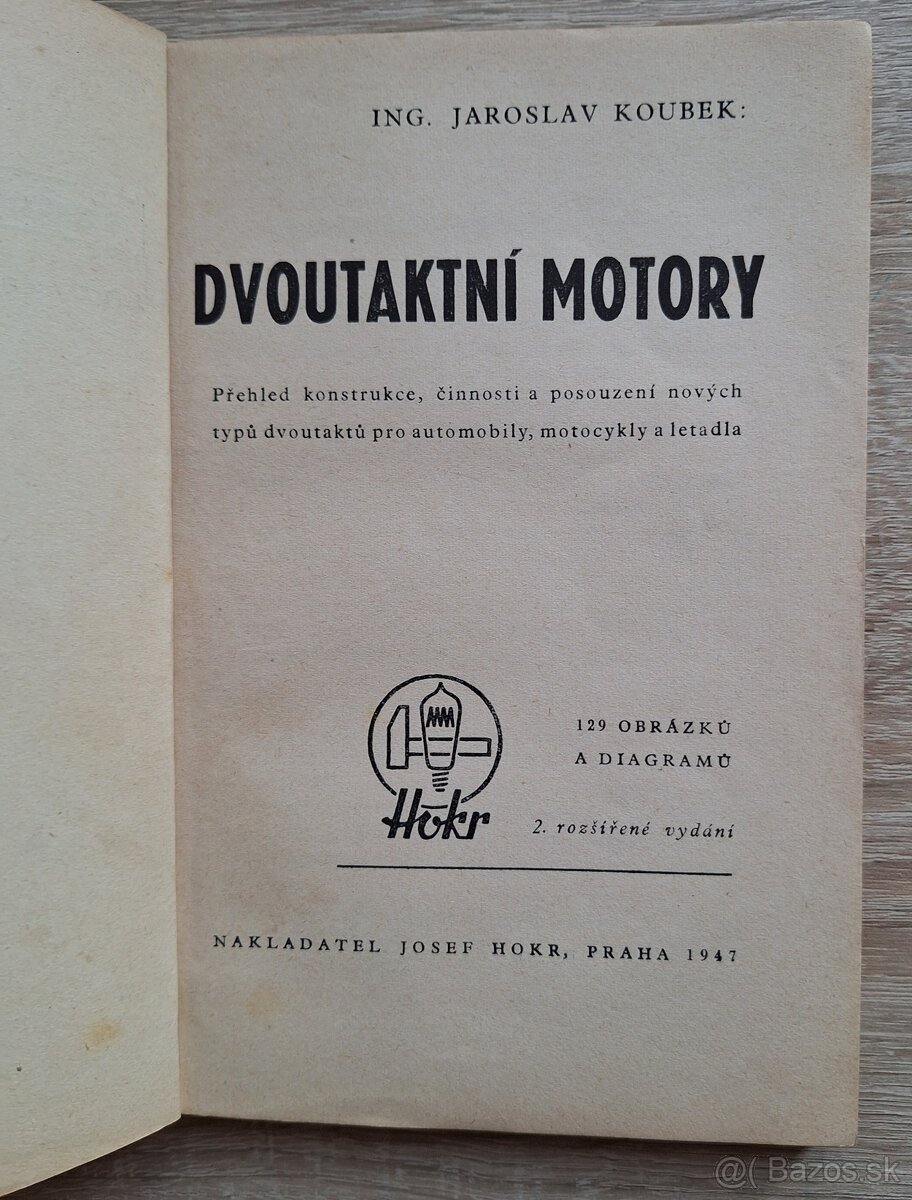 ING. JAROSLAV KOUBEK:
DVOUTAKTNÍ MOTORY
Přehled konstrukce, činnosti a posouzení nových
typů dvoutaktů pro automobily, motocykly a letadla
129 OBRÁZKŮ
A DIAGRAMŮ
Hokr
2. rozšířené vydání
NAKLADATEL JOSEF HOKR, PRAHA 1947
@( Bazos.sk